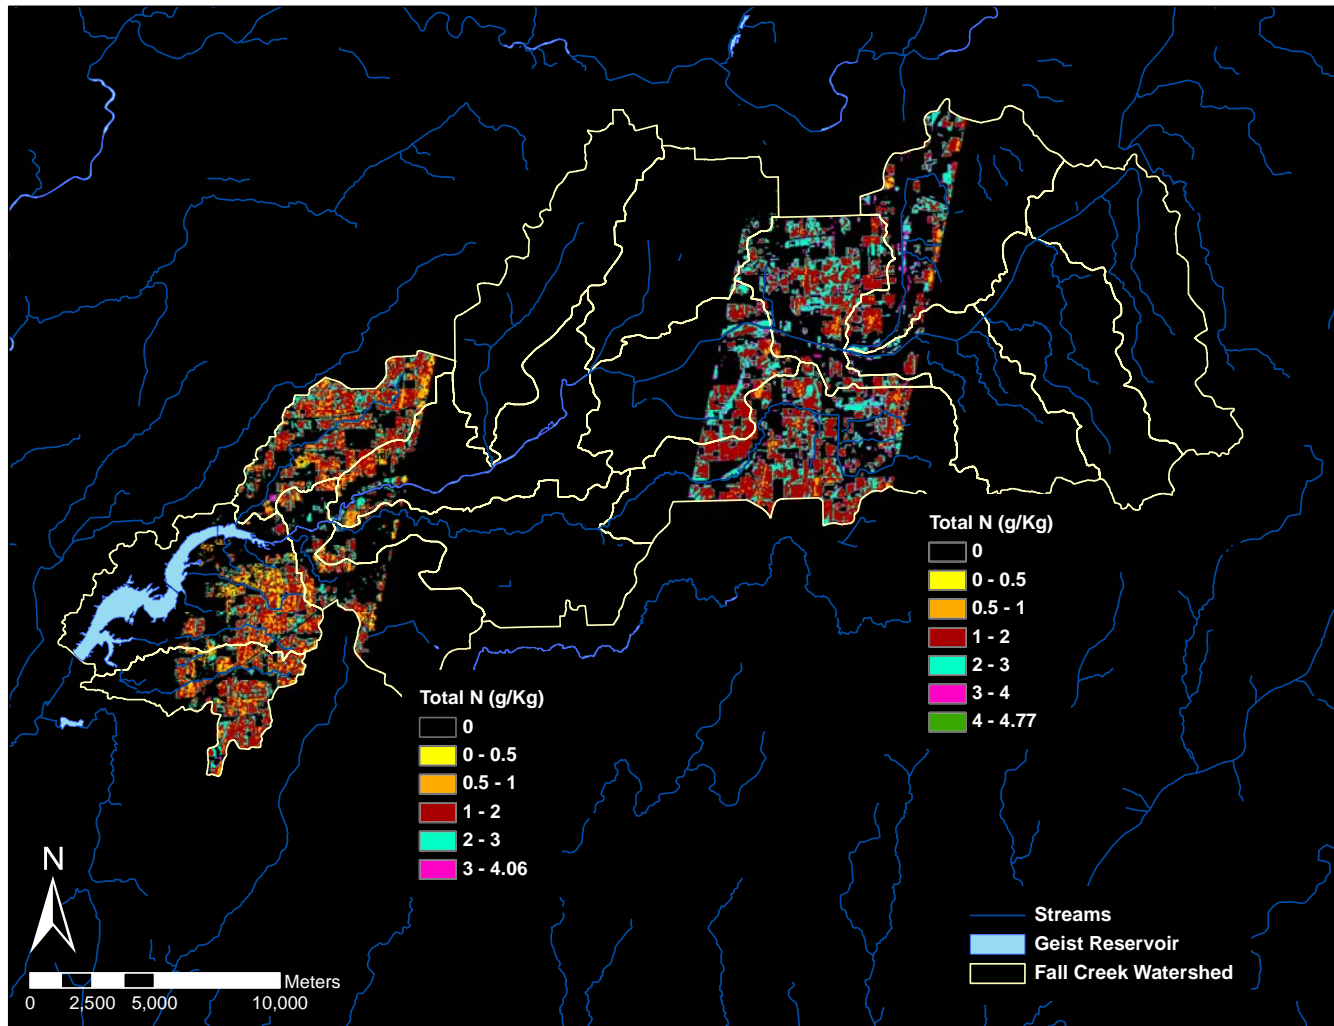 Total N (g/Kg)
0
0 - 0.5
0.5 - 1
1 - 2
2 - 3
3 - 4
4 - 4.77
Total N (g/Kg)
0
0 - 0.5
0.5 - 1
1 - 2
2 - 3
3 - 4.06
N
Meters
0 2,500 5,000 10,000
Streams
Geist Reservoir
Fall Creek Watershed